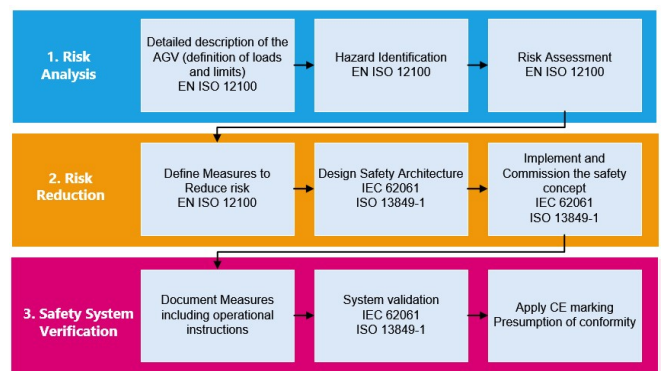 1. Risk
Analysis
Detailed description of the
AGV (definition of loads
and limits)
EN ISO 12100
Hazard Identification
EN ISO 12100
Risk Assessment
EN ISO 12100
2. Risk
Reduction
Define Measures to
Reduce risk
EN ISO 12100
Design Safety Architecture
IEC 62061
ISO 13849-1
Implement and
Commission the safety
concept
IEC 62061
ISO 13849-1
3. Safety System
Verification
Document Measures
including operational
instructions
System validation
IEC 62061
ISO 13849-1
Apply CE marking
Presumption of conformity